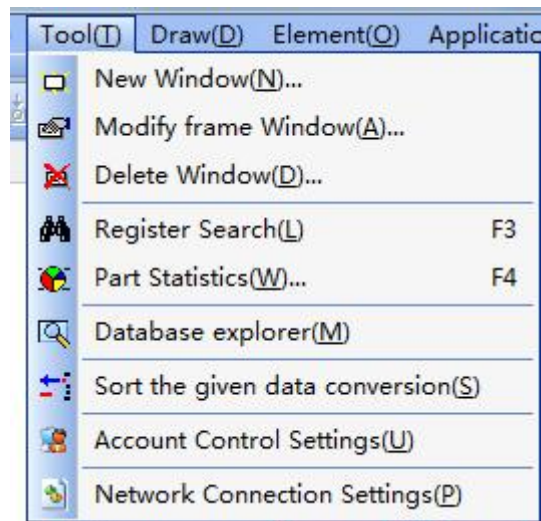 Tool(T) Draw(D) Element(O) Applicatic
New Window(N)...
Modify frame Window(A)...
Delete Window(D)...
Register Search(L) F3
Part Statistics(W)... F4
Database explorer(M)
Sort the given data conversion(S)
Account Control Settings(U)
Network Connection Settings(P)